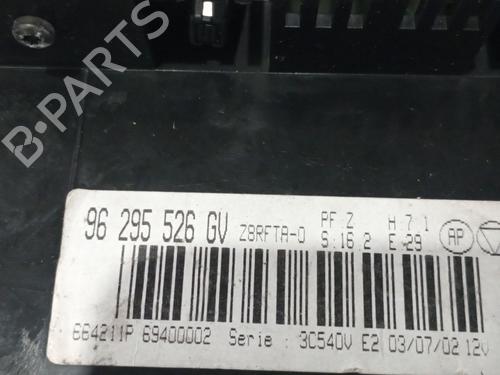 B-PARTS
PF.Z H:7.1
96 295 526 GV Z8RFTA-0 S:16.2 E:29 AP
664211P 69400002 Serie : 3C540V E2 03/07/02 12V